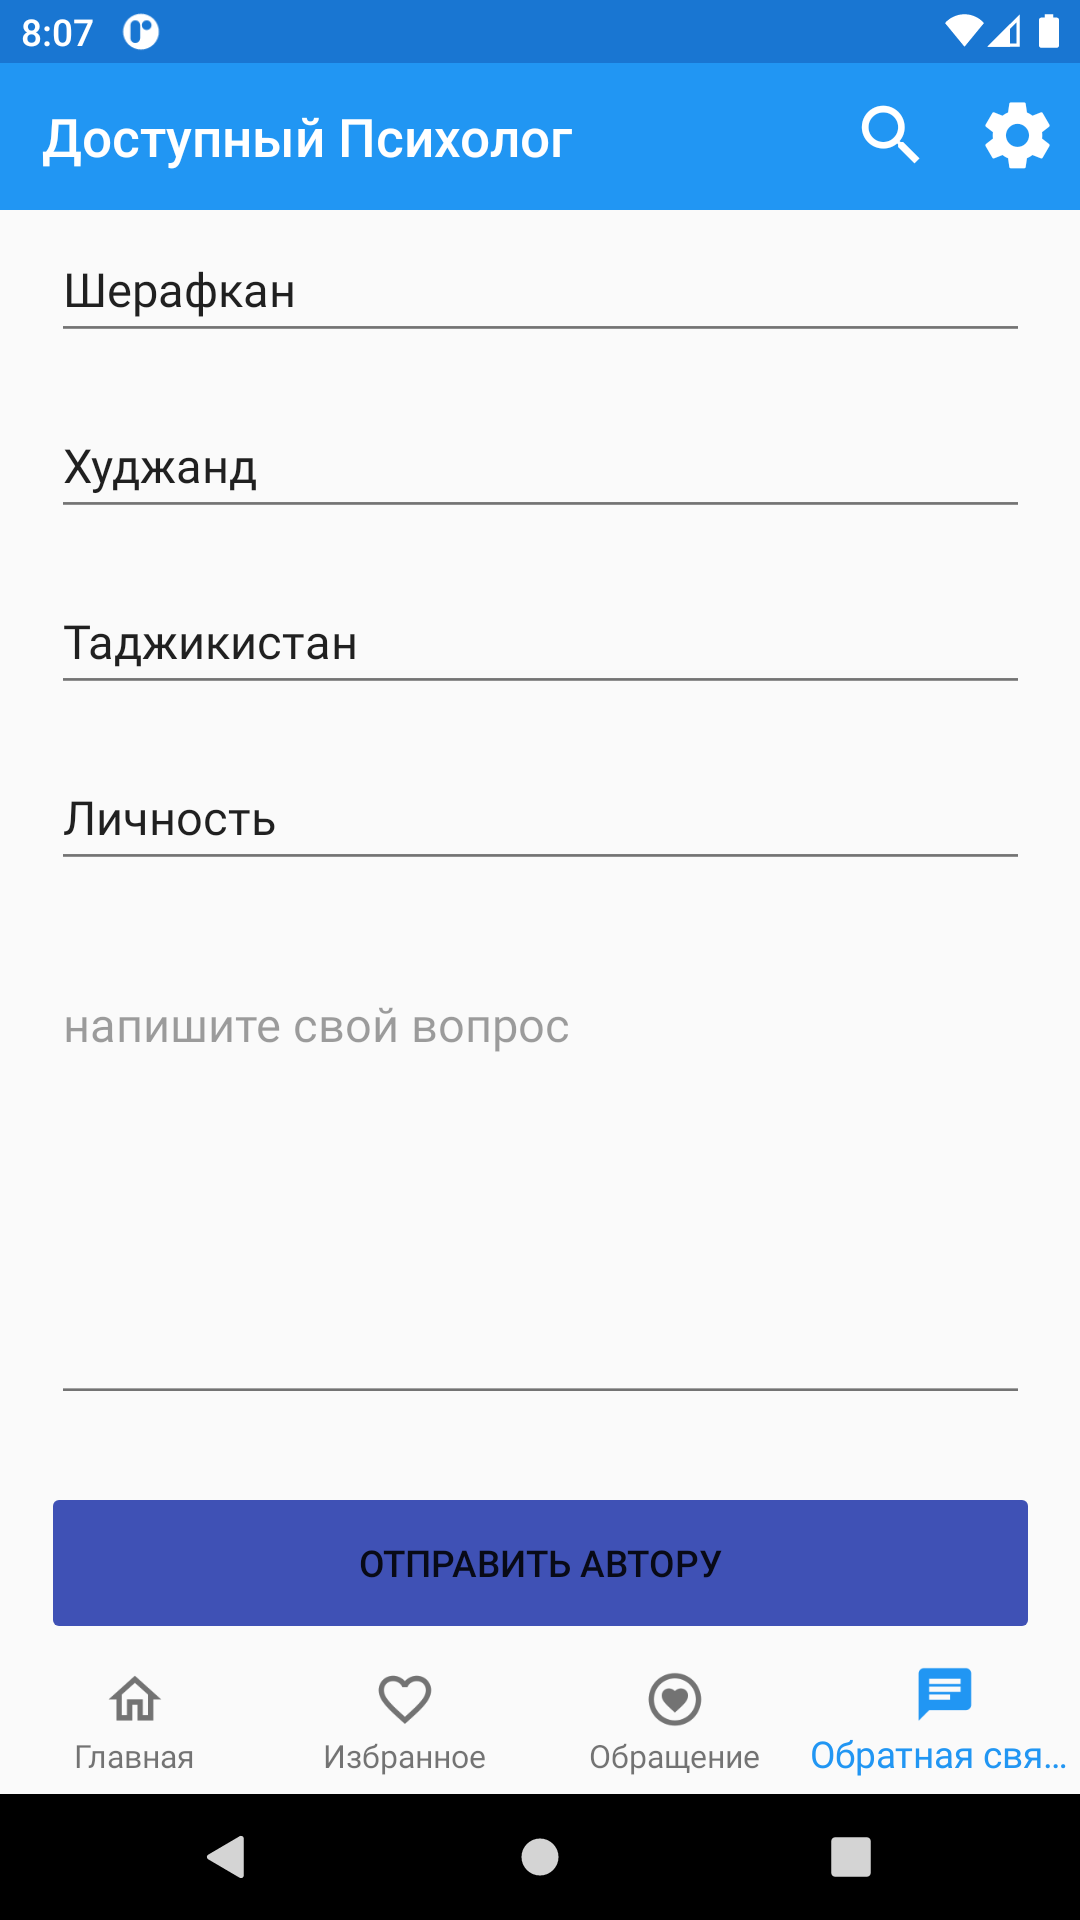 8:07
Доступный Психолог
Шерафкан
Худжанд
Таджикистан
Личность
напишите свой вопрос
ОТПРАВИТЬ АВТОРУ
Главная
Избранное
Обращение
Обратная свя...